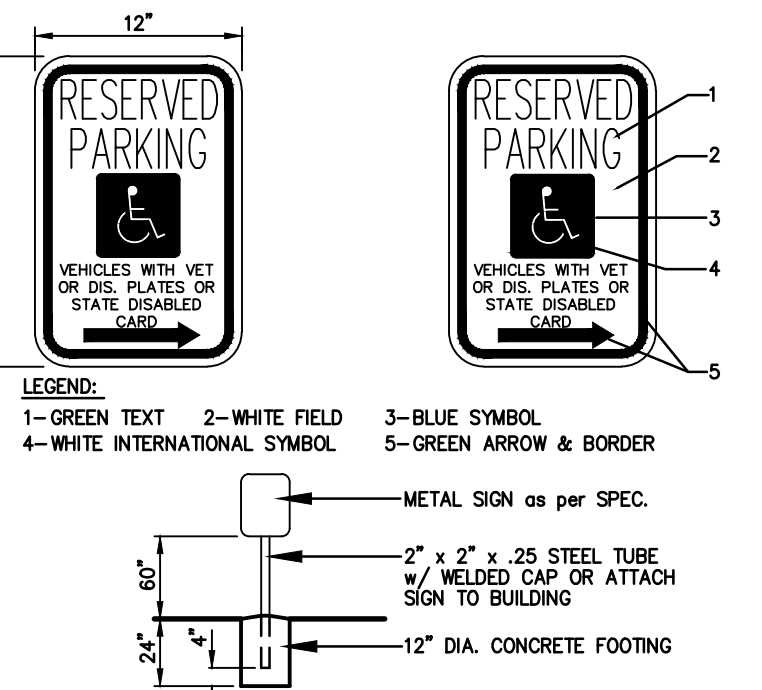 12"
RESERVED
PARKING
VEHICLES WITH VET
OR DIS. PLATES OR
STATE DISABLED
CARD
RESERVED
PARKING
VEHICLES WITH VET
OR DIS. PLATES OR
STATE DISABLED
CARD
1
2
3
4
5
LEGEND:
1-GREEN TEXT 2-WHITE FIELD 3-BLUE SYMBOL
4-WHITE INTERNATIONAL SYMBOL 5-GREEN ARROW & BORDER
METAL SIGN as per SPEC.
60"
2" x 2" x .25 STEEL TUBE
w/ WELDED CAP OR ATTACH
SIGN TO BUILDING
24"
4"
12" DIA. CONCRETE FOOTING